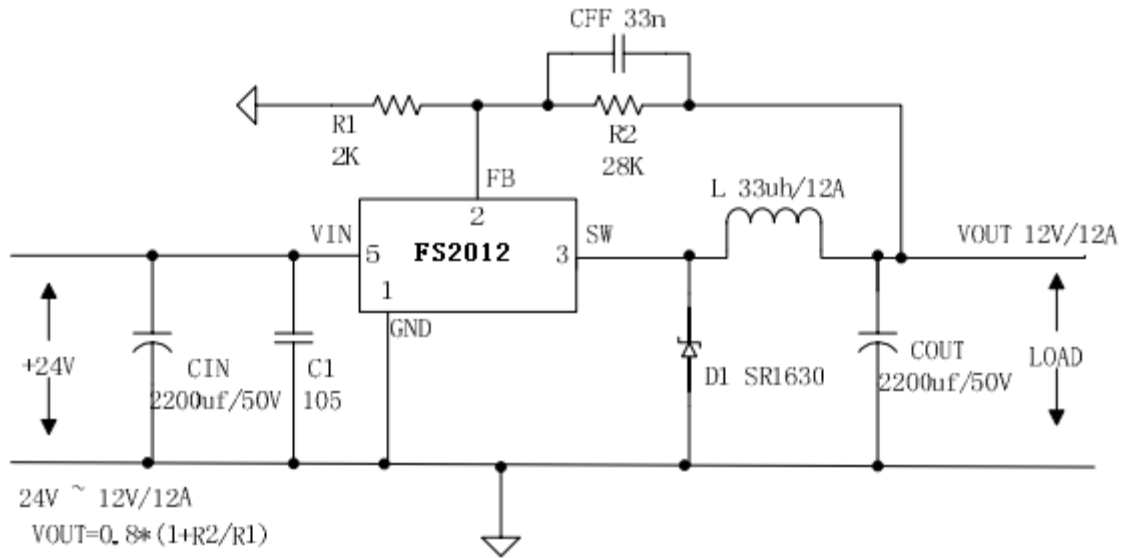 CFF 33n
R1
2K
R2
28K
FB
2
L 33uh/12A
VIN
5
FS2012
3
SW
VOUT 12V/12A
1
GND
+24V
CIN
2200uf/50V
C1
105
D1 SR1630
COUT
2200uf/50V
LOAD
24V ~ 12V/12A
VOUT=0.8*(1+R2/R1)